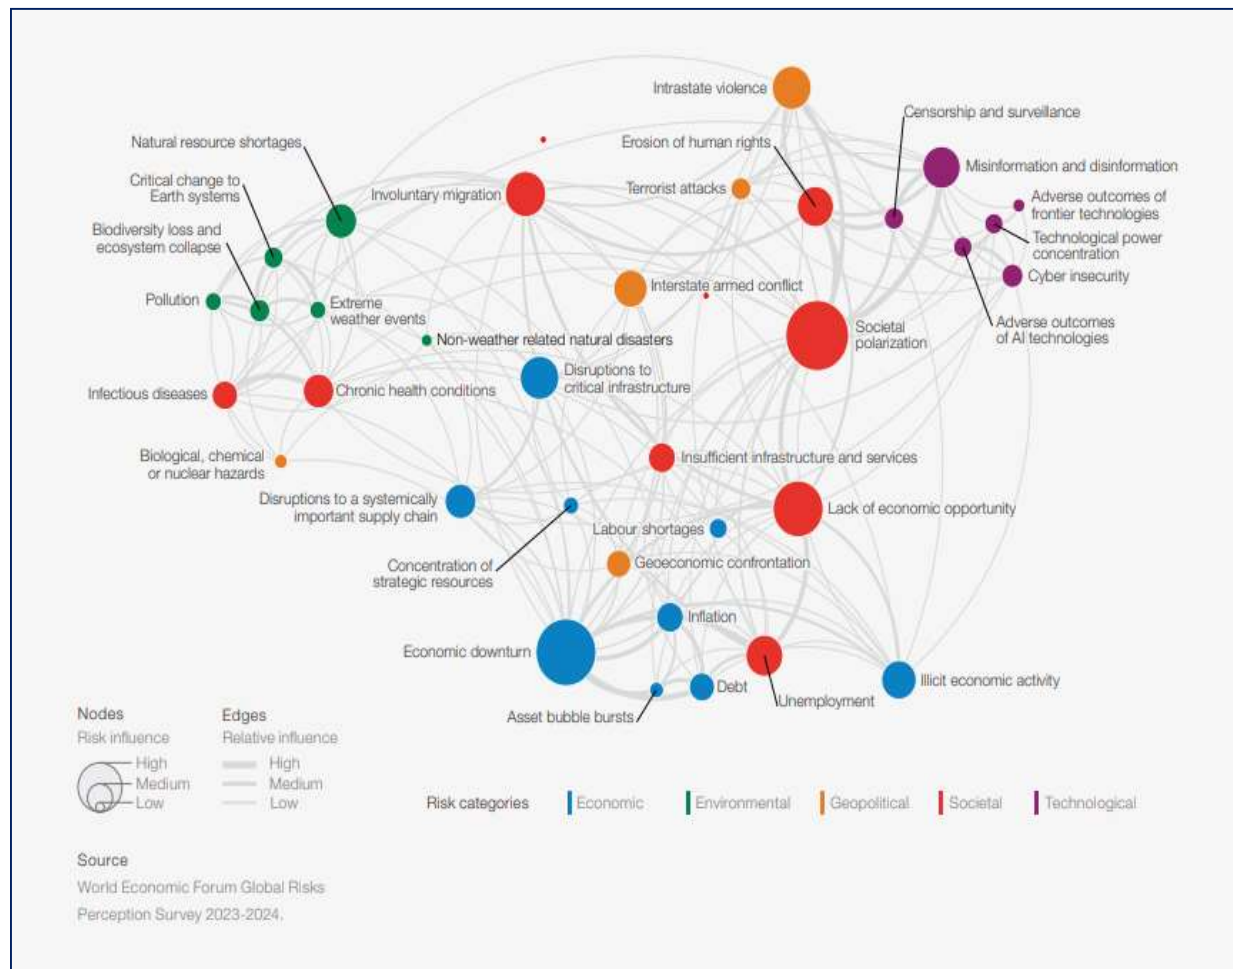 Intrastate violence
Censorship and surveillance
Natural resource shortages
Erosion of human rights
Misinformation and disinformation
Critical change to
Earth systems
Involuntary migration
Terrorist attacks
Adverse outcomes of
frontier technologies
Biodiversity loss and
ecosystem collapse
Technological power
concentration
Pollution
Extreme
weather events
Interstate armed conflict
Cyber insecurity
Non-weather related natural disasters
Societal
polarization
Adverse outcomes
of AI technologies
Disruptions to
critical infrastructure
Infectious diseases
Chronic health conditions
Biological, chemical
or nuclear hazards
Insufficient infrastructure and services
Disruptions to a systemically
important supply chain
Lack of economic opportunity
Labour shortages
Concentration of
strategic resources
Geoeconomic confrontation
Inflation
Economic downturn
Illicit economic activity
Debt
Unemployment
Asset bubble bursts
Nodes
Risk influence
High
Medium
Low
Edges
Relative influence
High
Medium
Low
Risk categories
Economic
Environmental
Geopolitical
Societal
Technological
Source
World Economic Forum Global Risks
Perception Survey 2023-2024.